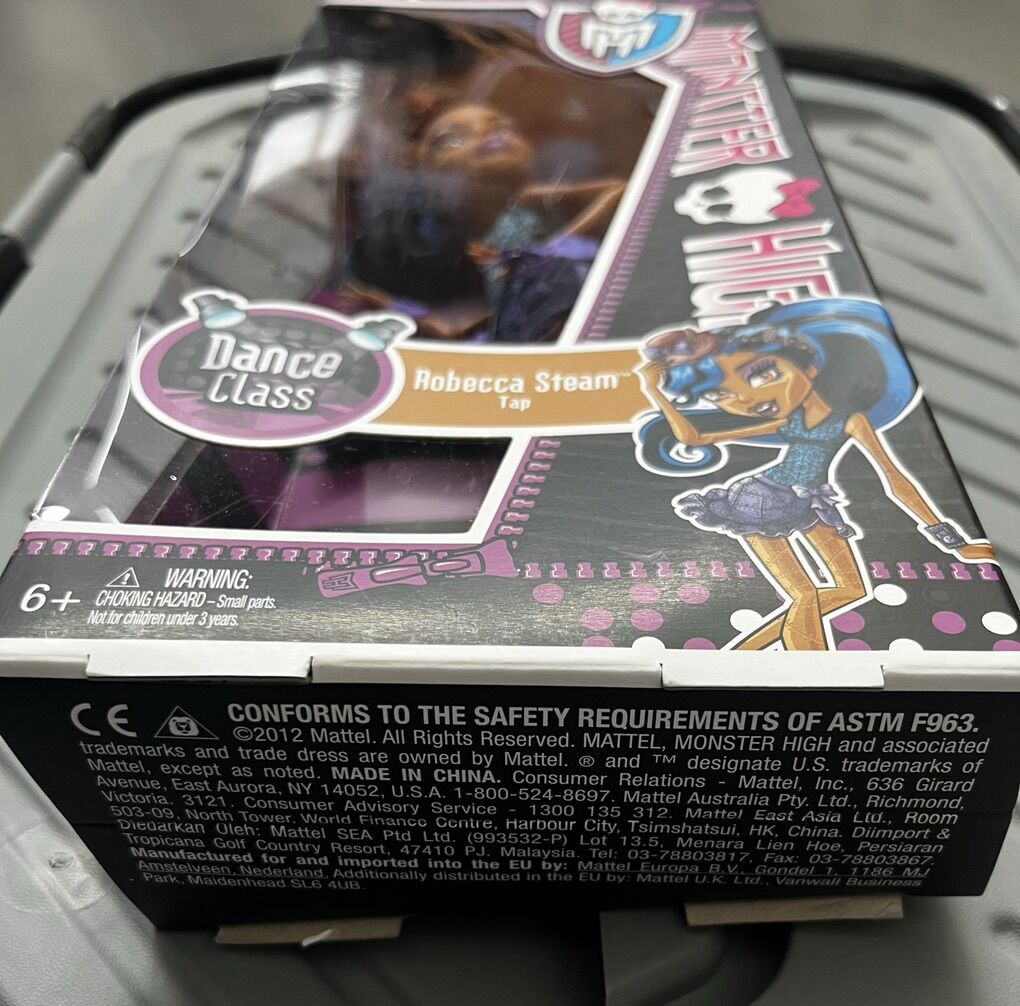 MONSTER
HIGH
Dance
Class
Robecca Steam™
Tap
6+
WARNING:
CHOKING HAZARD – Small parts.
Not for children under 3 years.
CE
CONFORMS TO THE SAFETY REQUIREMENTS OF ASTM F963.
©2012 Mattel. All Rights Reserved. MATTEL, MONSTER HIGH and associated
trademarks and trade dress are owned by Mattel. ® and ™ designate U.S. trademarks of
Mattel, except as noted. MADE IN CHINA. Consumer Relations - Mattel, Inc., 636 Girard
Avenue, East Aurora, NY 14052, U.S.A. 1-800-524-8697. Mattel Australia Pty. Ltd., Richmond,
Victoria. 3121. Consumer Advisory Service - 1300 135 312. Mattel East Asia Ltd., Room
503-09, North Tower, World Finance Centre, Harbour City, Tsimshatsui, HK, China. Diimport &
Diedarkan Oleh: Mattel SEA Ptd Ltd. (993532-P) Lot 13.5, Menara Lien Hoe, Persiaran
Tropicana Golf Country Resort, 47410 PJ. Malaysia. Tel: 03-78803817, Fax: 03-78803867.
Manufactured for and imported into the EU by: Mattel Europa B.V., Gondel 1, 1186 MJ
Amstelveen, Nederland. Additionally distributed in the EU by: Mattel U.K. Ltd., Vanwall Business
Park, Maidenhead SL6 4UB.